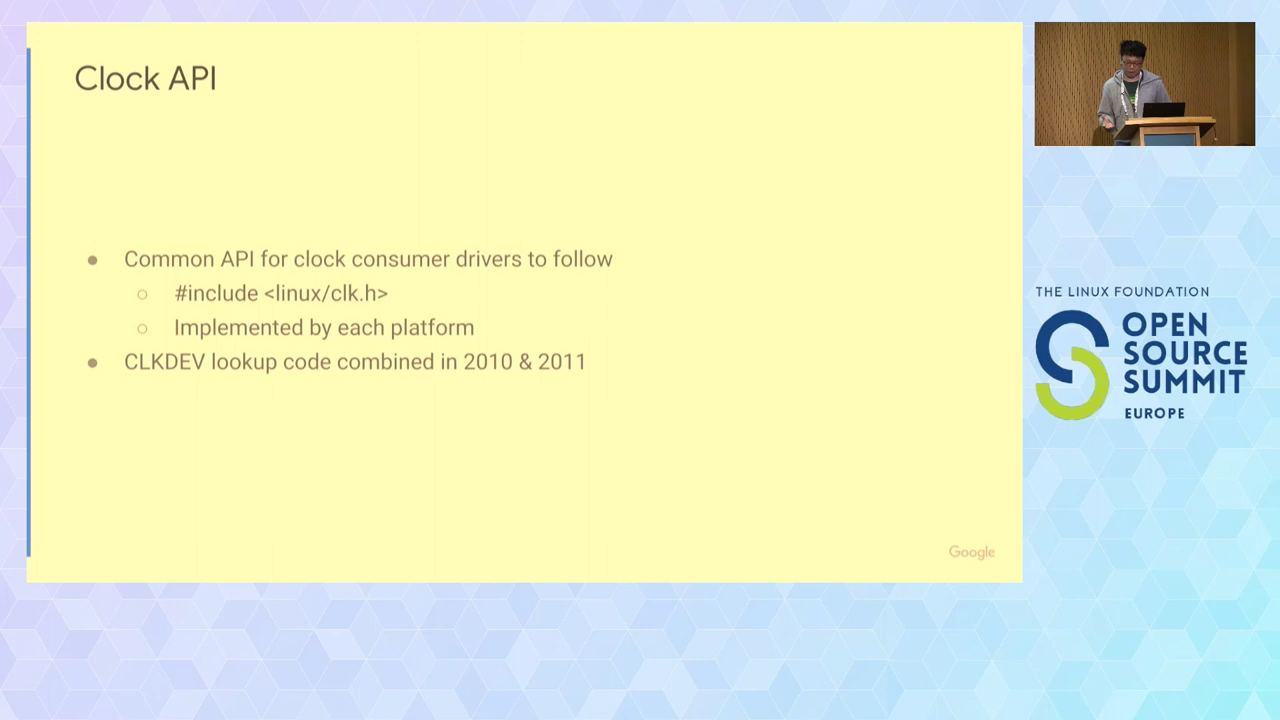 Clock API
Common API for clock consumer drivers to follow
#include <linux/clk.h>
Implemented by each platform
CLKDEV lookup code combined in 2010 & 2011
Google
THE LINUX FOUNDATION
OPEN
SOURCE
SUMMIT
EUROPE